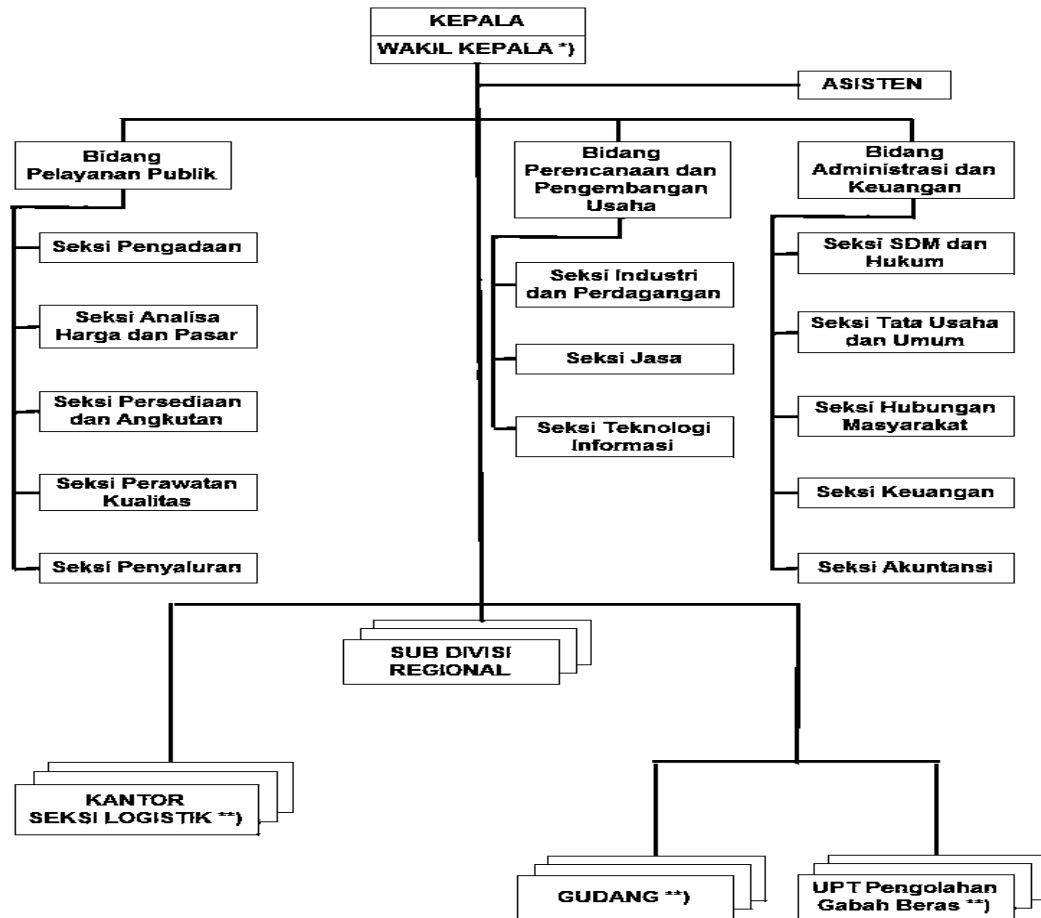 KEPALA
WAKIL KEPALA *)
ASISTEN
Bidang
Pelayanan Publik
Seksi Pengadaan
Seksi Analisa
Harga dan Pasar
Seksi Persediaan
dan Angkutan
Seksi Perawatan
Kualitas
Seksi Penyaluran
Bidang
Perencanaan dan
Pengembangan
Usaha
Seksi Industri
dan Perdagangan
Seksi Jasa
Seksi Teknologi
Informasi
Bidang
Administrasi dan
Keuangan
Seksi SDM dan
Hukum
Seksi Tata Usaha
dan Umum
Seksi Hubungan
Masyarakat
Seksi Keuangan
Seksi Akuntansi
SUB DIVISI
REGIONAL
KANTOR
SEKSI LOGISTIK **)
GUDANG **)
UPT Pengolahan
Gabah Beras **)